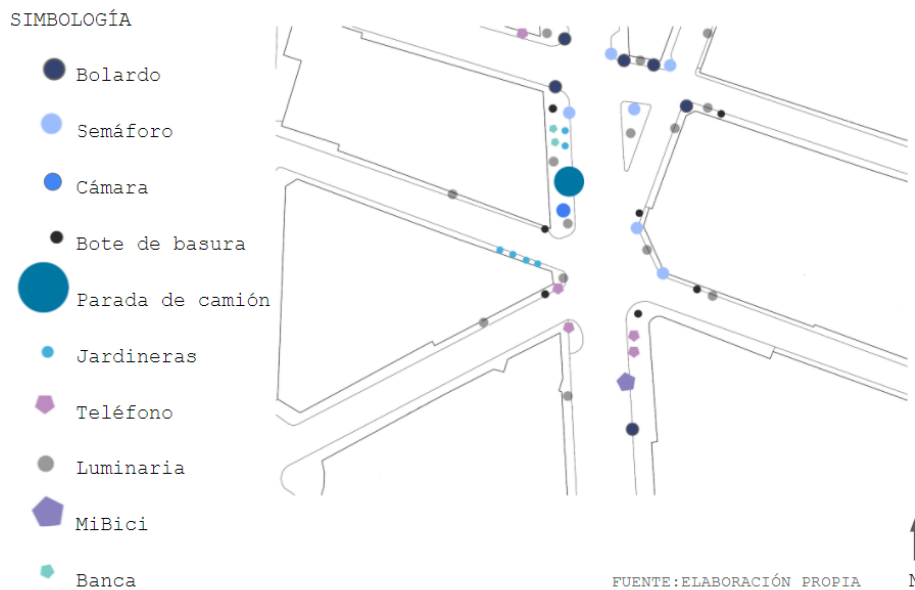 SIMBOLOGÍA
Bolardo
Semáforo
Cámara
Bote de basura
Parada de camión
Jardineras
Teléfono
Luminaria
MiBici
Banca
FUENTE:ELABORACIÓN PROPIA
N